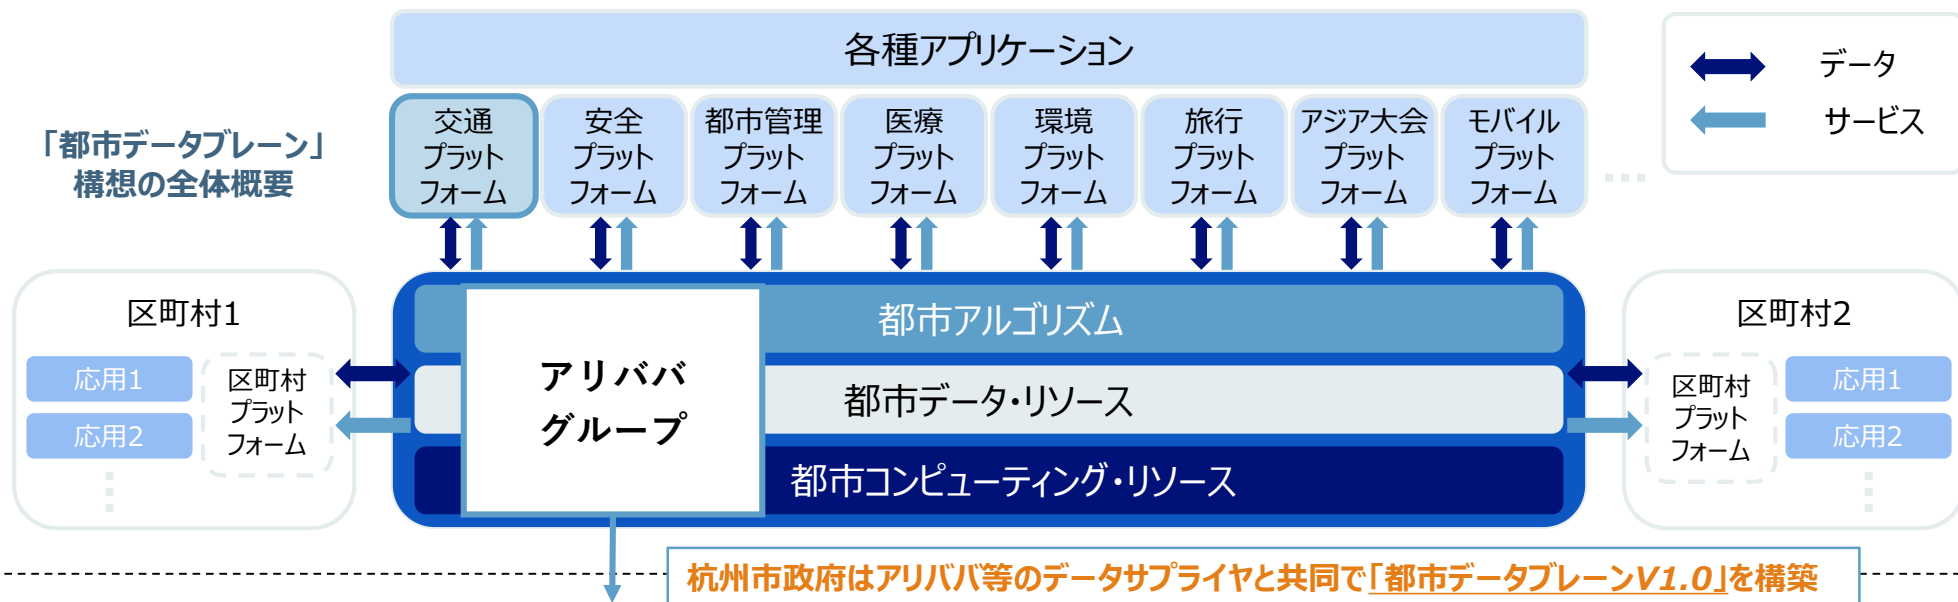 各種アプリケーション
データ
サービス
「都市データブレーン」
構想の全体概要
交通
プラット
フォーム
安全
プラット
フォーム
都市管理
プラット
フォーム
医療
プラット
フォーム
環境
プラット
フォーム
旅行
プラット
フォーム
アジア大会
プラット
フォーム
モバイル
プラット
フォーム
区町村1
応用1
応用2
区町村
プラット
フォーム
アリババ
グループ
都市アルゴリズム
都市データ・リソース
都市コンピューティング・リソース
区町村2
区町村
プラット
フォーム
応用1
応用2
杭州市政府はアリババ等のデータサプライヤと共同で「都市データブレーンV1.0」を構築